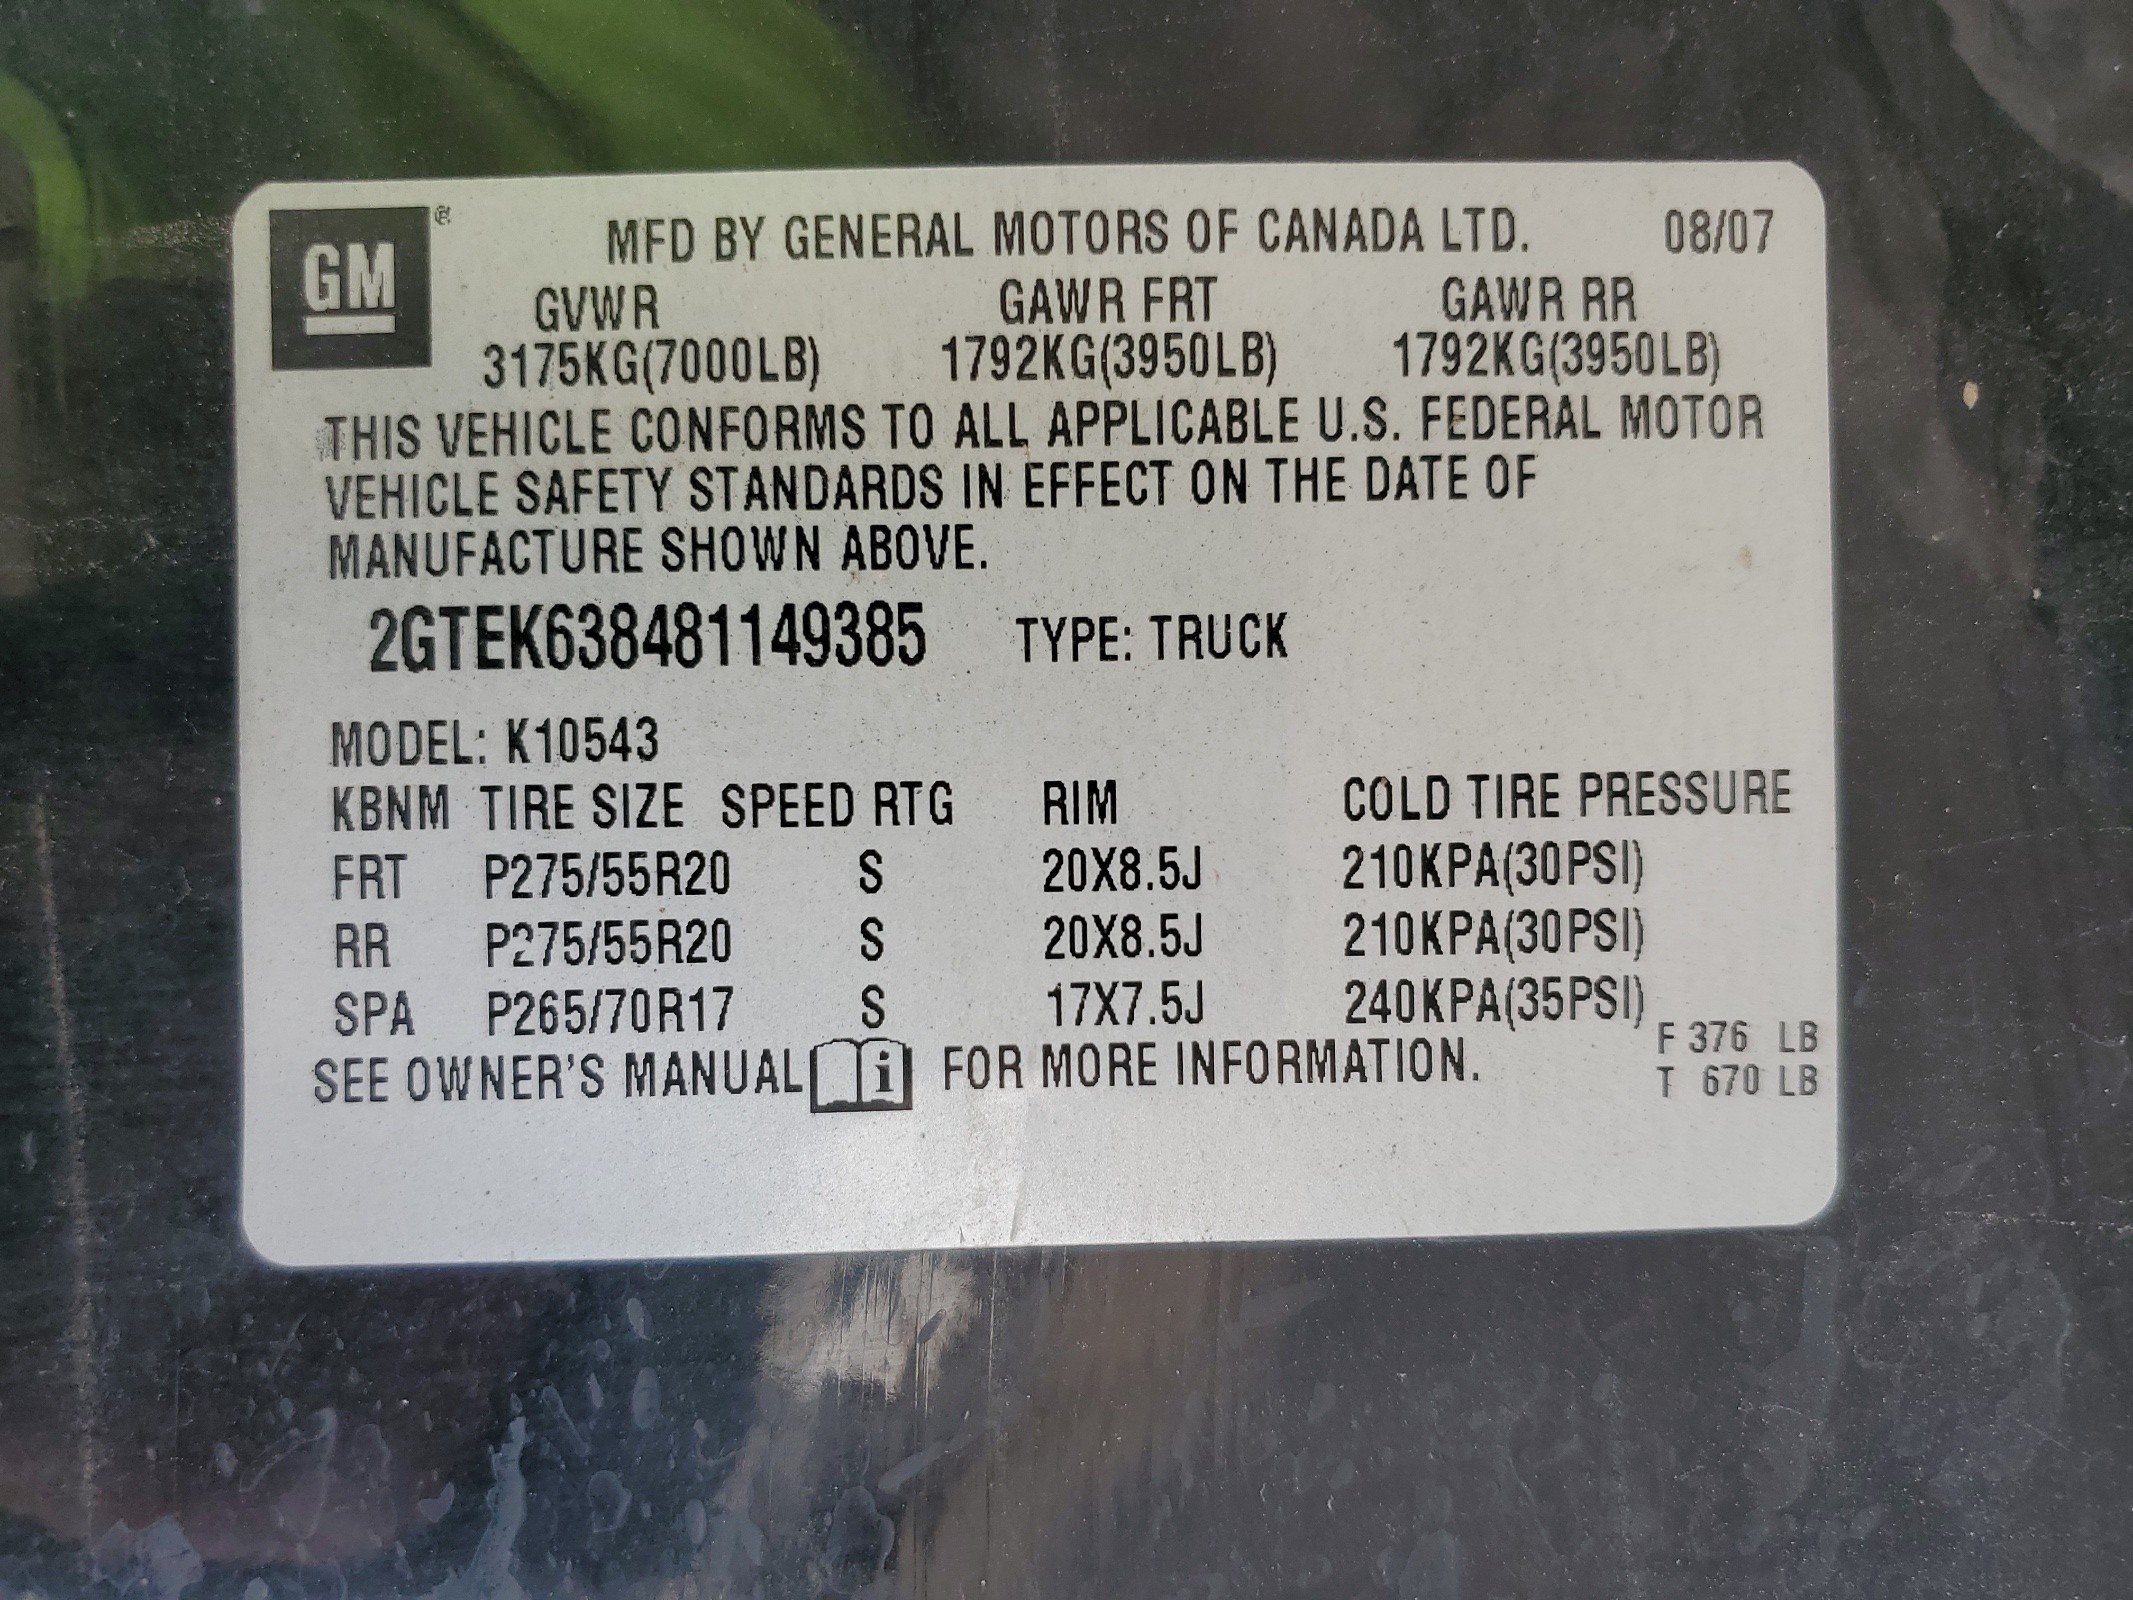 GM ® MFD BY GENERAL MOTORS OF CANADA LTD. 08/07
GVWR GAWR FRT GAWR RR
3175KG(7000LB) 1792KG(3950LB) 1792KG(3950LB)
THIS VEHICLE CONFORMS TO ALL APPLICABLE U.S. FEDERAL MOTOR
VEHICLE SAFETY STANDARDS IN EFFECT ON THE DATE OF
MANUFACTURE SHOWN ABOVE.
2GTEK638481149385 TYPE: TRUCK
MODEL: K10543
KBNM TIRE SIZE SPEED RTG RIM COLD TIRE PRESSURE
FRT P275/55R20 S 20X8.5J 210KPA(30PSI)
RR P275/55R20 S 20X8.5J 210KPA(30PSI)
SPA P265/70R17 S 17X7.5J 240KPA(35PSI)
SEE OWNER'S MANUAL i FOR MORE INFORMATION.
F 376 LB
T 670 LB